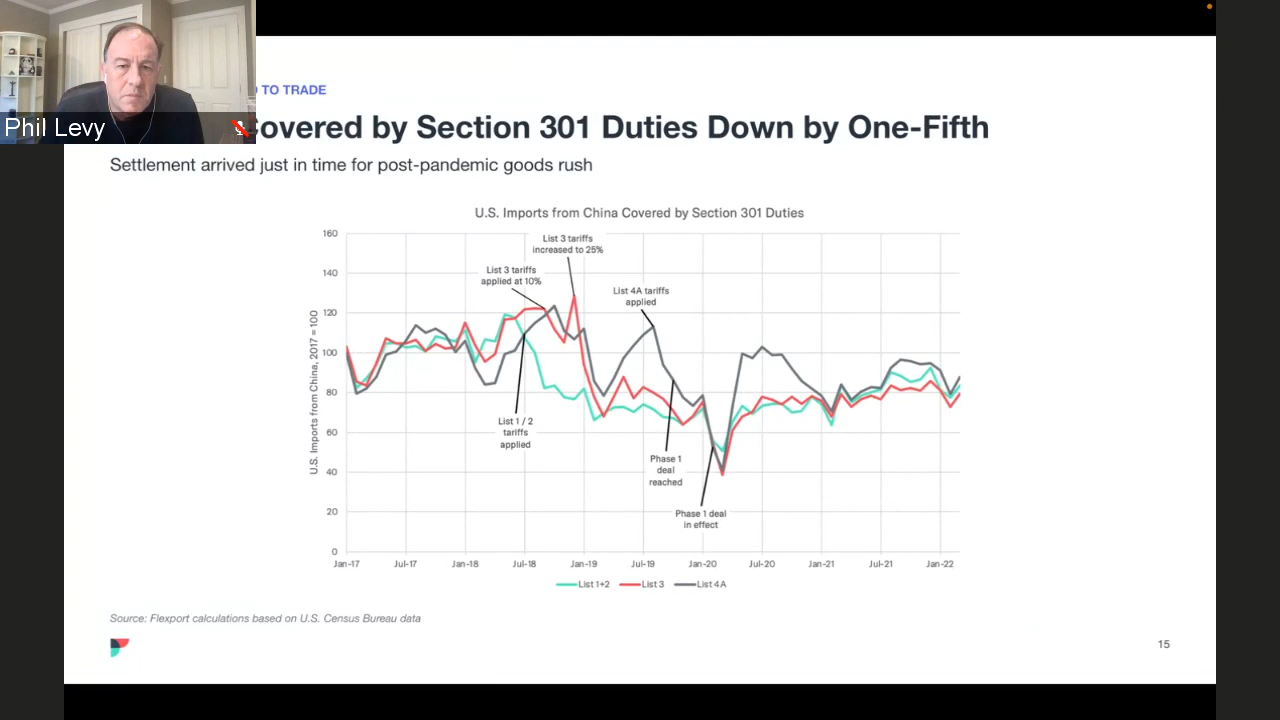 Phil Levy
TO TRADE
overed by Section 301 Duties Down by One-Fifth
Settlement arrived just in time for post-pandemic goods rush
U.S. Imports from China Covered by Section 301 Duties
U.S. Imports from China, 2017 = 100
160
140
120
100
80
60
40
20
0
List 3 tariffs
increased to 25%
List 3 tariffs
applied at 10%
List 4A tariffs
applied
List 1 / 2
tariffs
applied
Phase 1
deal
reached
Phase 1 deal
in effect
Jan-17 Jul-17 Jan-18 Jul-18 Jan-19 Jul-19 Jan-20 Jul-20 Jan-21 Jul-21 Jan-22
List 1+2 List 3 List 4A
Source: Flexport calculations based on U.S. Census Bureau data
15